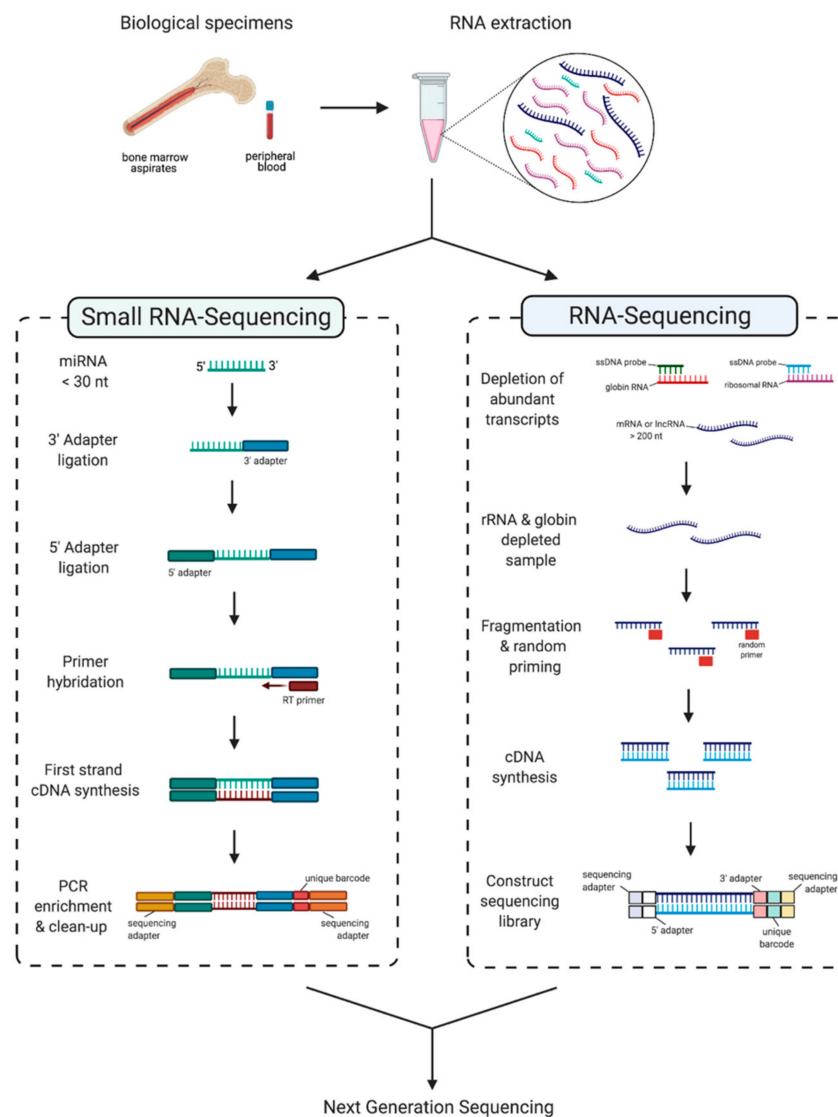 Biological specimens
RNA extraction
bone marrow
aspirates
peripheral
blood
Small RNA-Sequencing
miRNA
< 30 nt
5'
3'
3' Adapter
ligation
3' adapter
5' Adapter
ligation
5' adapter
Primer
hybridation
RT primer
First strand
cDNA synthesis
PCR
enrichment
& clean-up
unique barcode
sequencing
adapter
sequencing
adapter
RNA-Sequencing
Depletion of
abundant
transcripts
ssDNA probe
globin RNA
ssDNA probe
ribosomal RNA
mRNA or lncRNA
> 200 nt
rRNA & globin
depleted
sample
Fragmentation
& random
priming
random
primer
cDNA
synthesis
Construct
sequencing
library
sequencing
adapter
3' adapter
sequencing
adapter
5' adapter
unique
barcode
Next Generation Sequencing